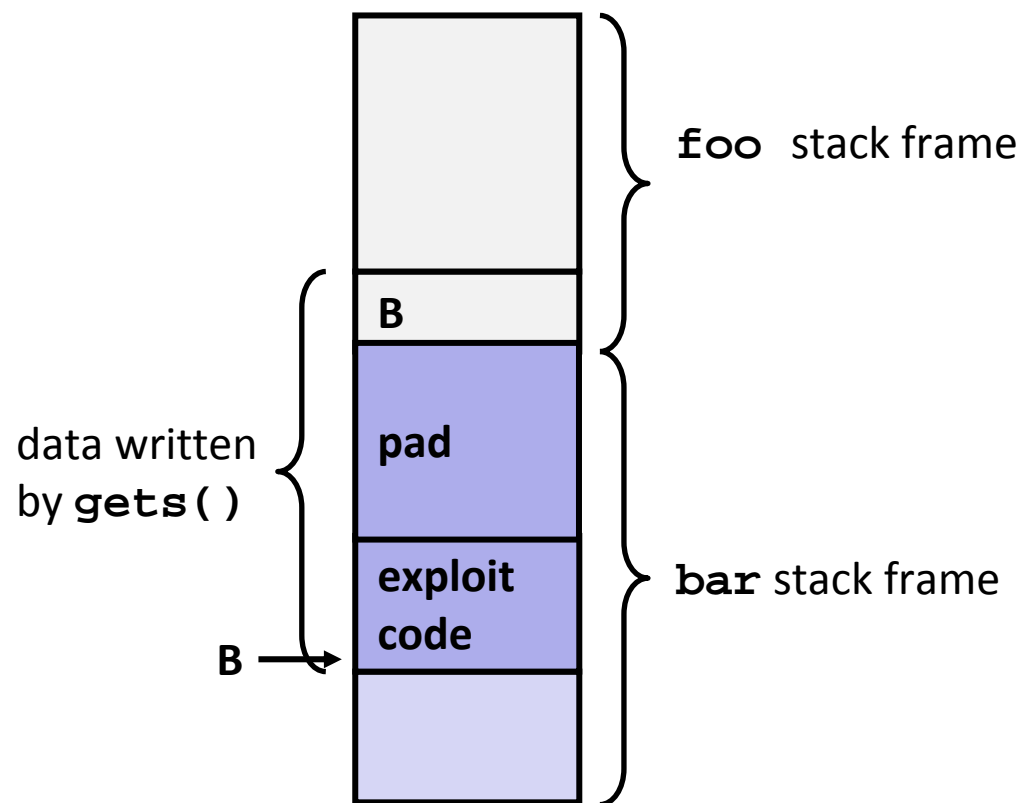 foo stack frame
B
pad
data written
by gets()
exploit
code
bar stack frame
B